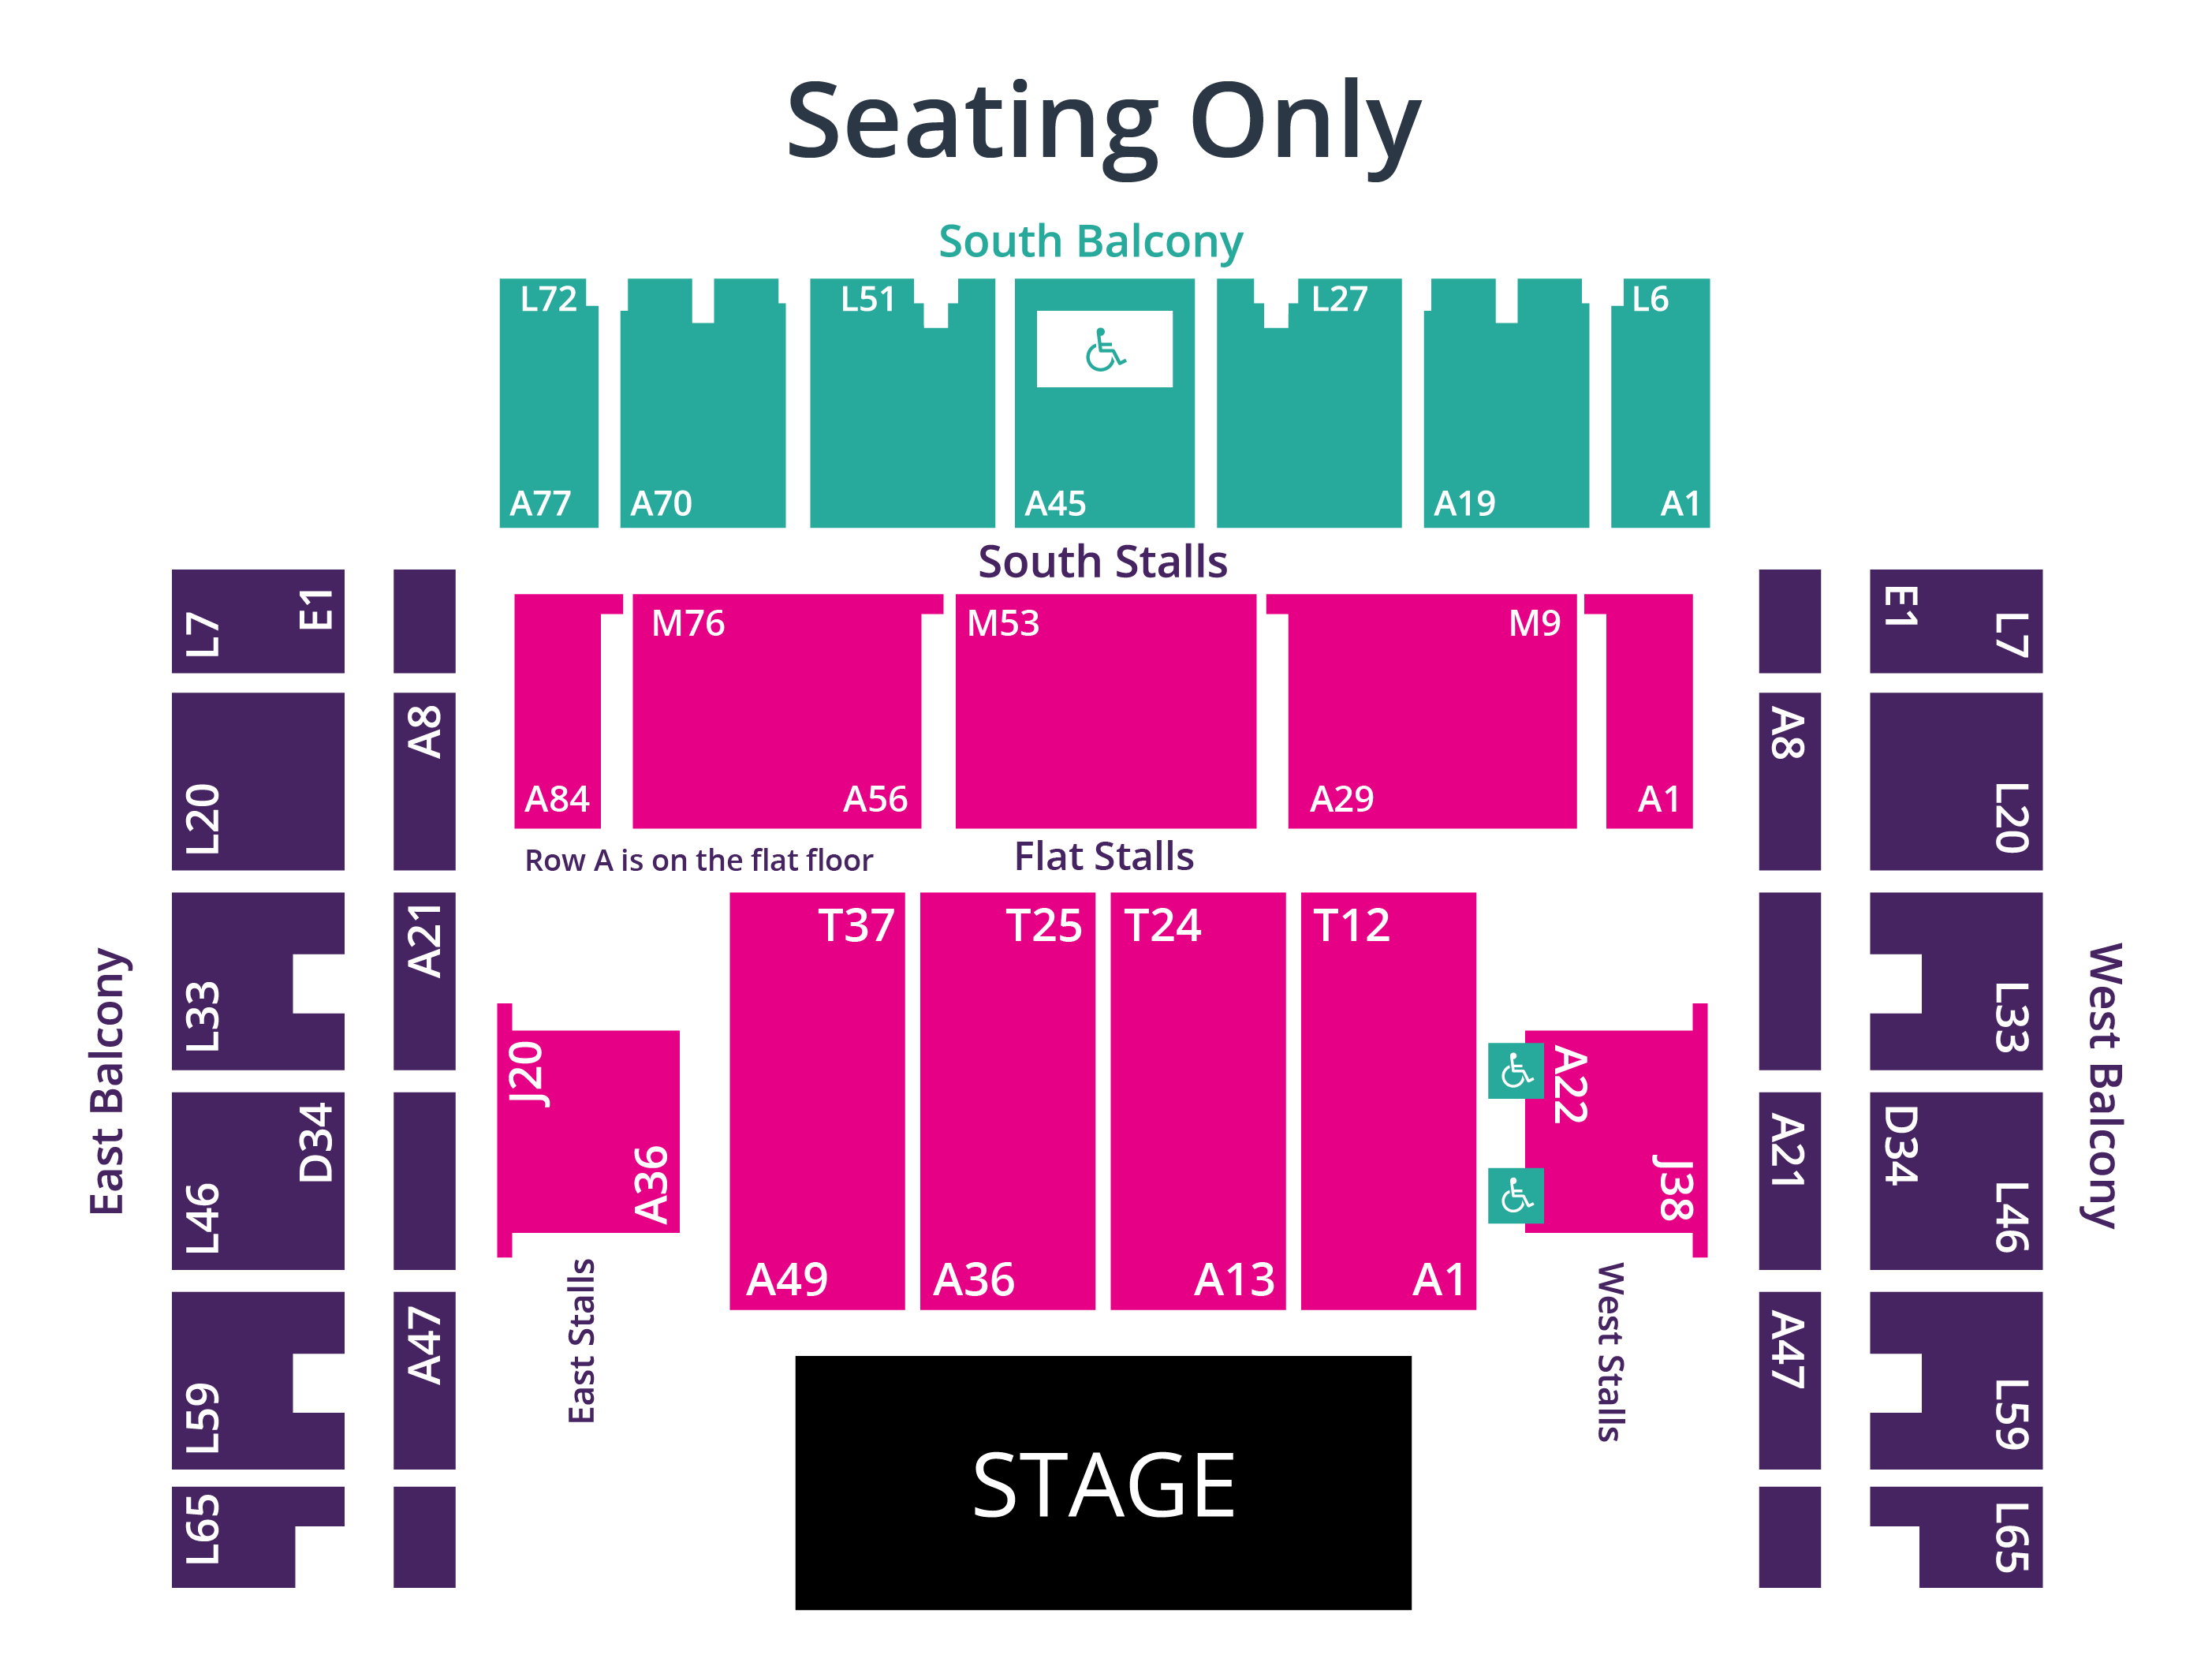 Seating Only
South Balcony
L72
L51
L27
L6
A77
A70
A45
A19
A1
South Stalls
M76
M53
M9
A84
A56
A29
A1
Row A is on the flat floor
Flat Stalls
T37
T25
T24
T12
A49
A36
A13
A1
East Balcony
L7
E1
L20
A8
L33
A21
L46
D34
L59
A47
L65
J20
A36
East Stalls
A22
J38
West Stalls
E1
L7
A8
L20
L33
A21
D34
L46
A47
L59
L65
West Balcony
STAGE